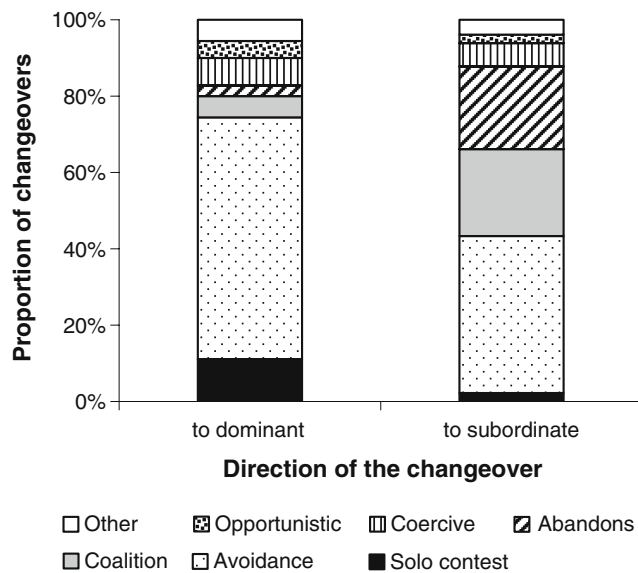 100%
80%
60%
40%
20%
0%
Proportion of changeovers
to dominant to subordinate
Direction of the changeover
Other Opportunistic Coercive Abandons
Coalition Avoidance Solo contest